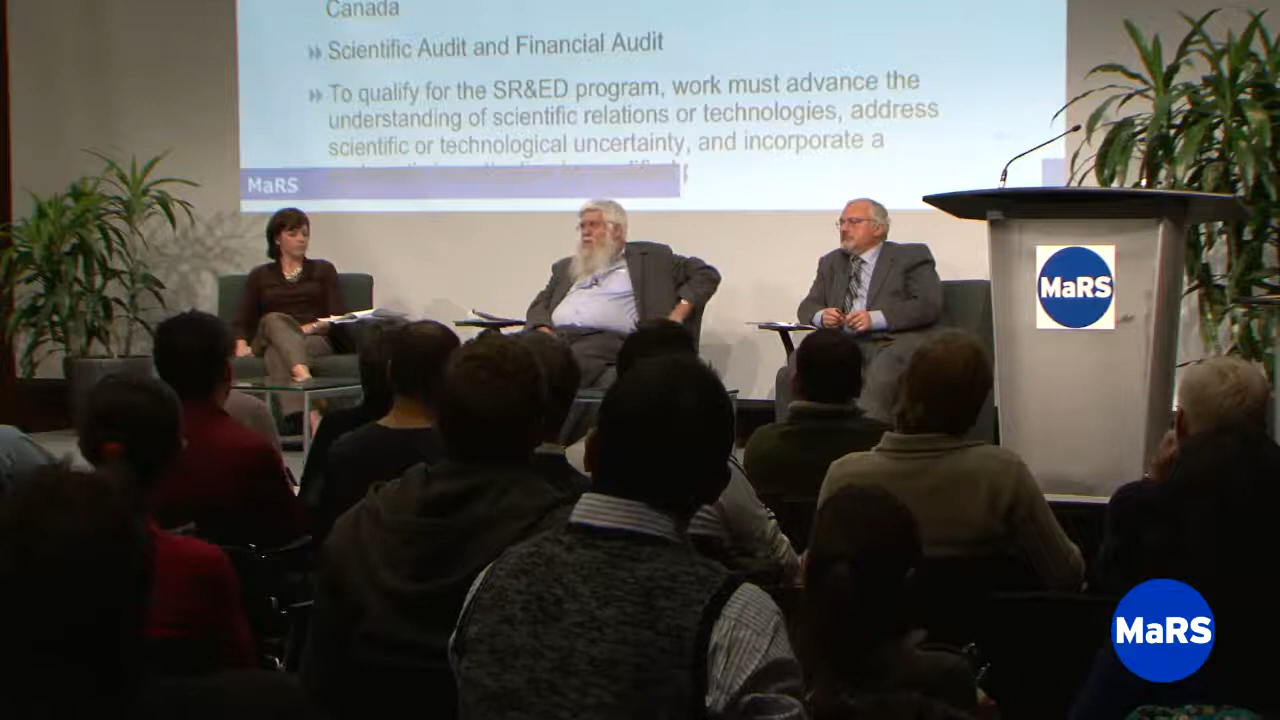 Canada
» Scientific Audit and Financial Audit
» To qualify for the SR&ED program, work must advance the
understanding of scientific relations or technologies, address
scientific or technological uncertainty, and incorporate a
MaRS
MaRS
MaRS